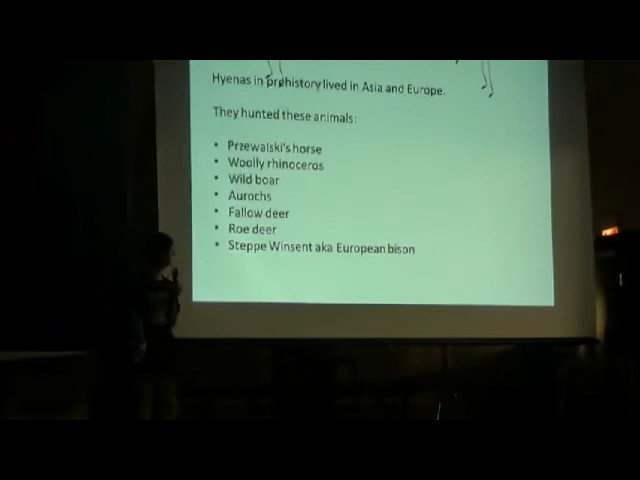 Hyenas in prehistory lived in Asia and Europe.
They hunted these animals:
• Przewalski's horse
• Woolly rhinoceros
• Wild boar
• Aurochs
• Fallow deer
• Roe deer
• Steppe Winsent aka European bison